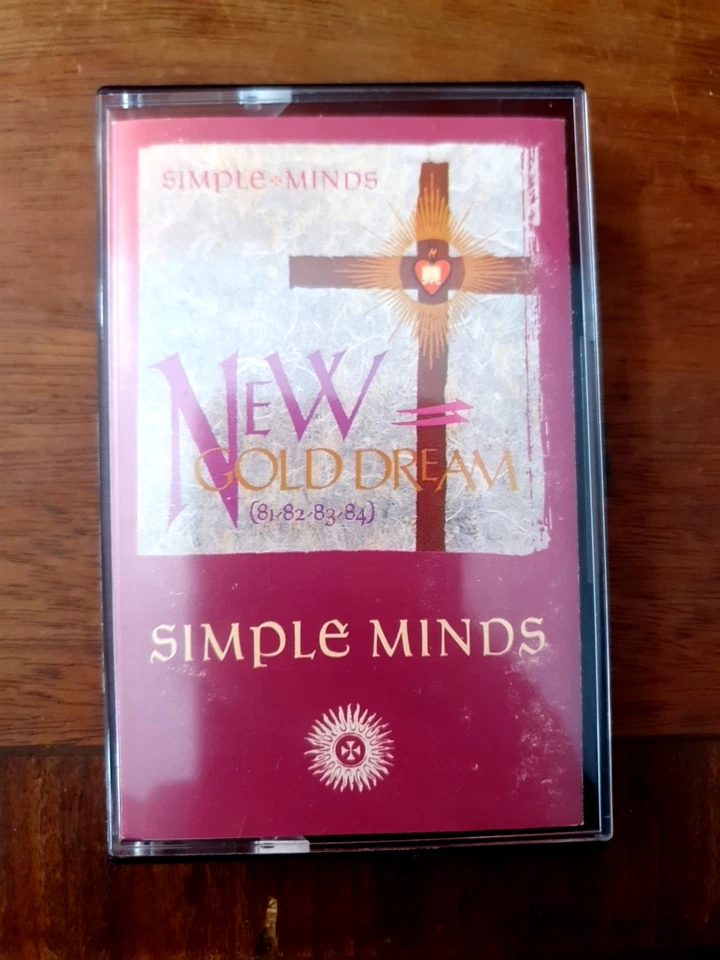 SIMPLE MINDS
NEW
GOLD DREAM
(81-82-83-84)
SIMPLE MINDS